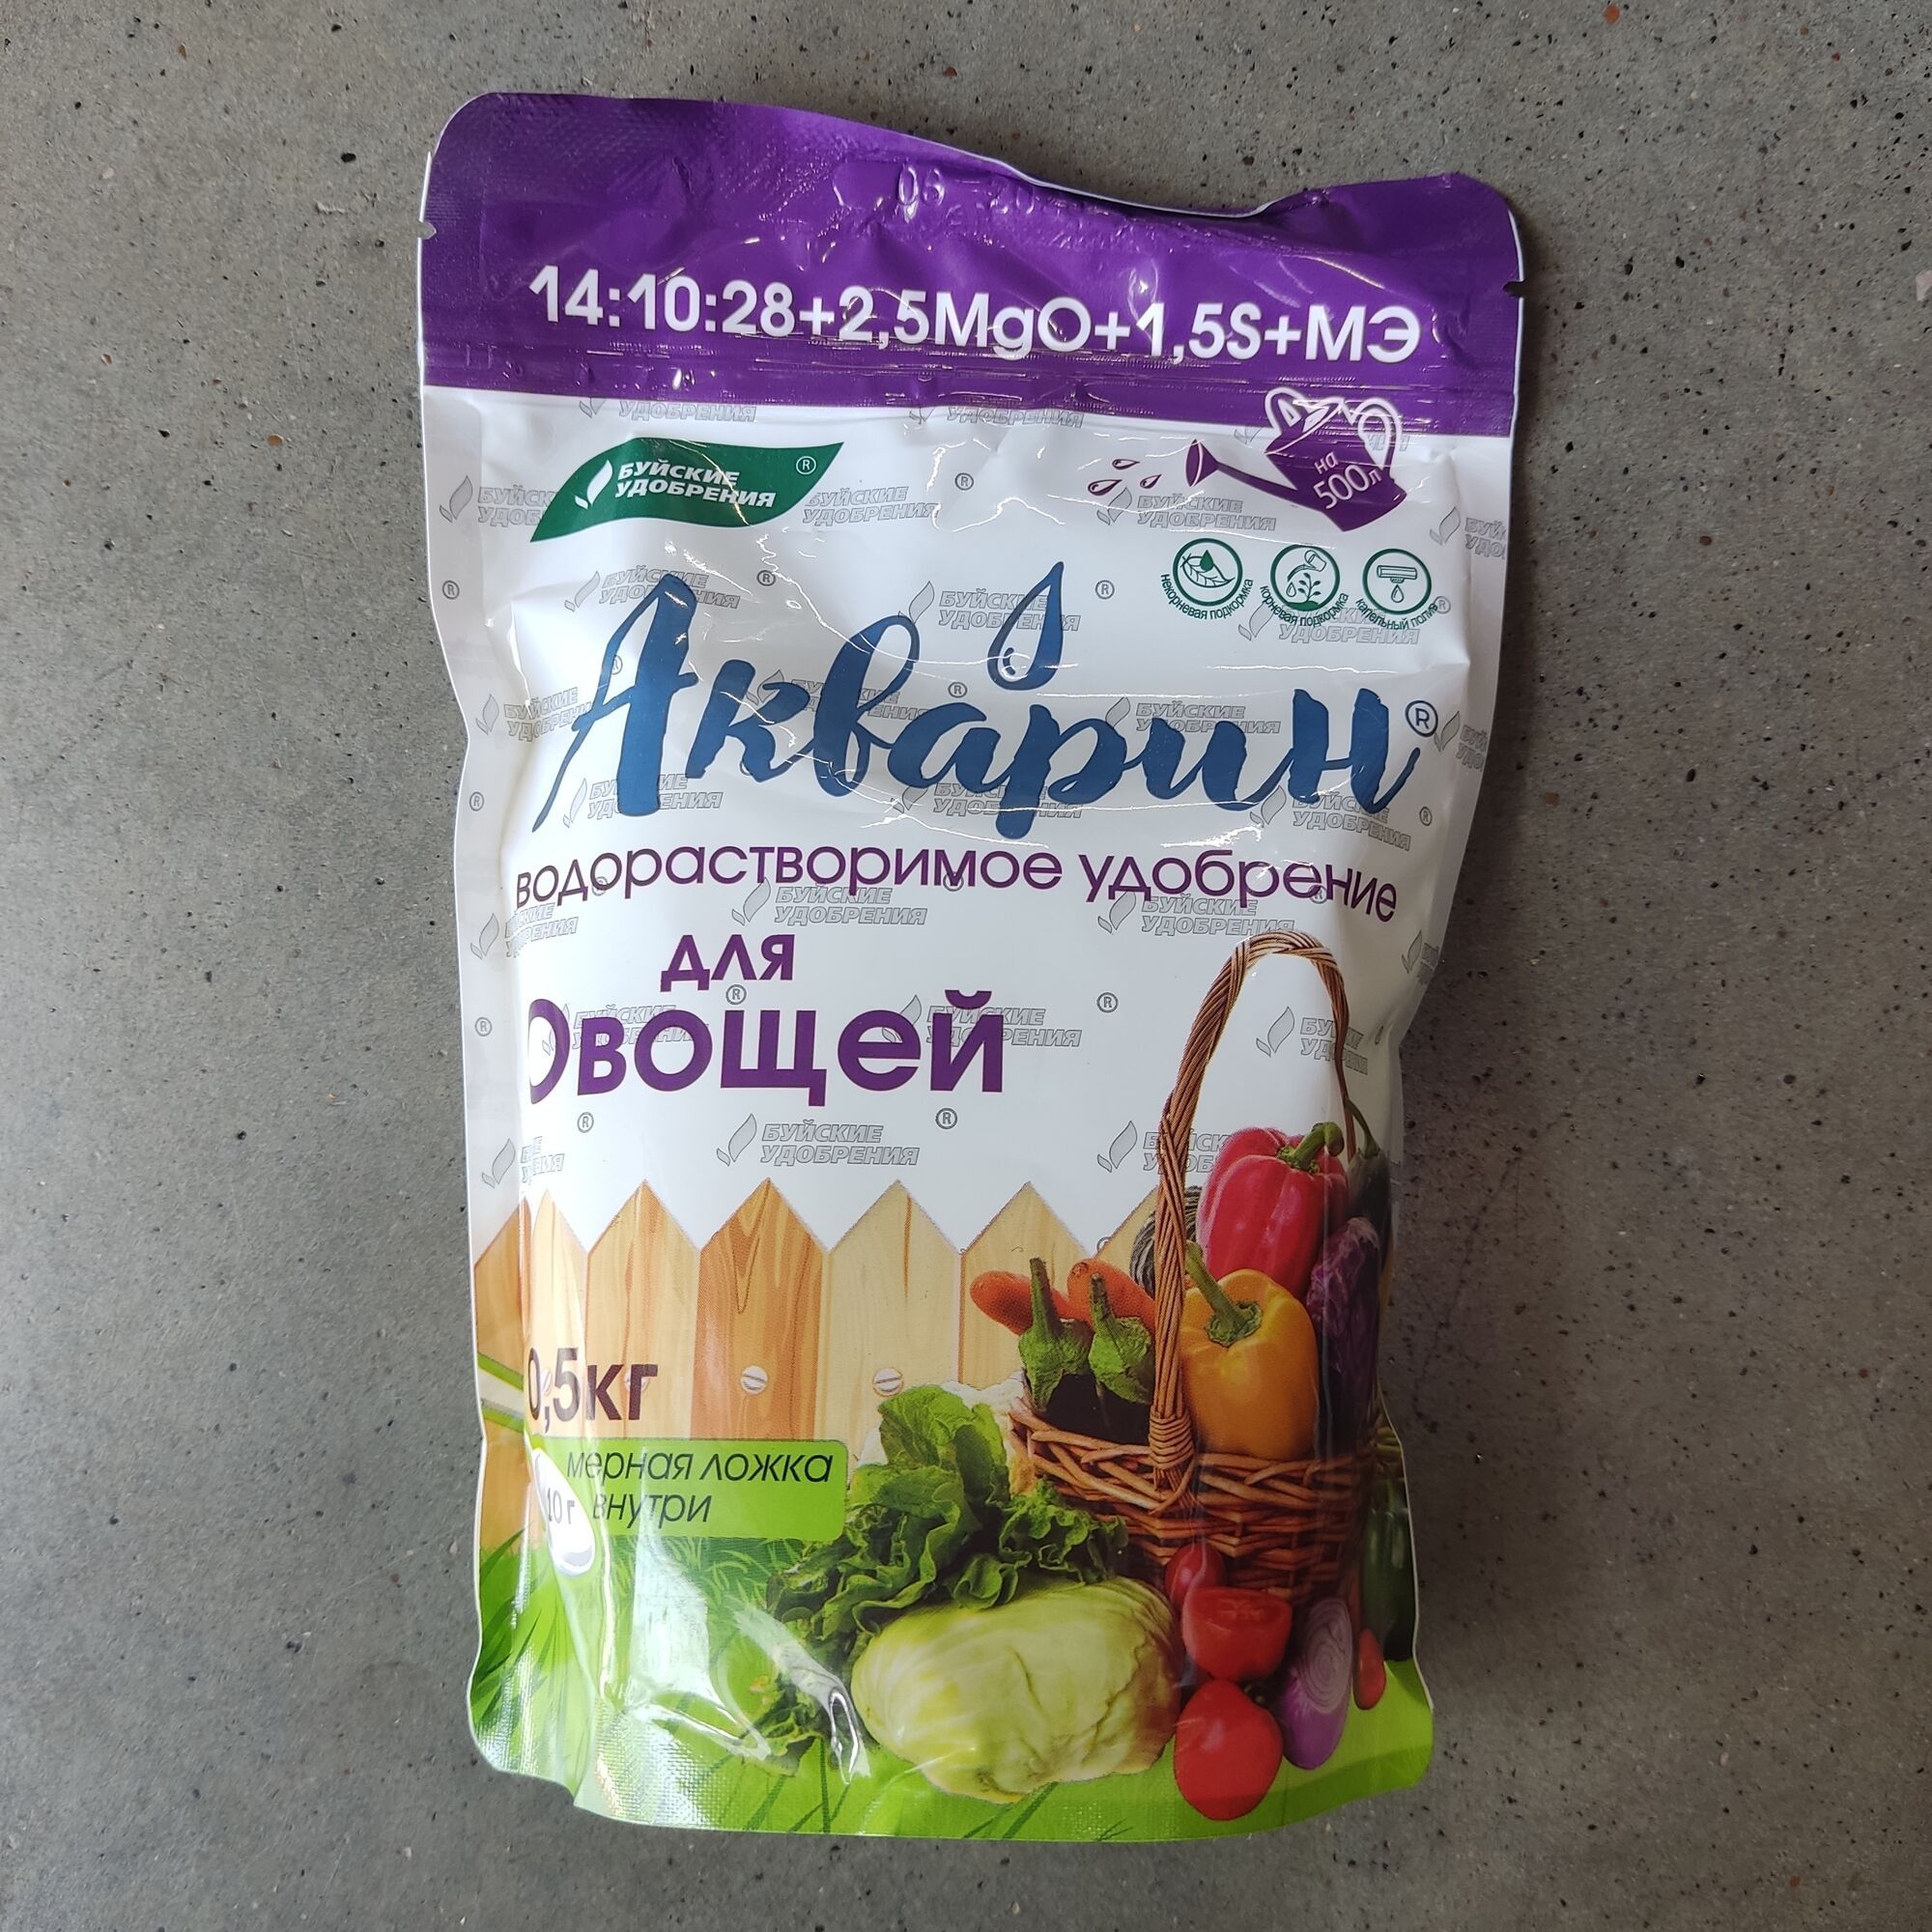 14:10:28+2,5MgO+1,5S+МЭ
БУЙСКИЕ
УДОБРЕНИЯ
®
на
500л
некорневая подкормка
корневая подкормка
капельный полив
Акварин®
водорастворимое удобрение
для
Овощей
0,5кг
мерная ложка
внутри
10 г